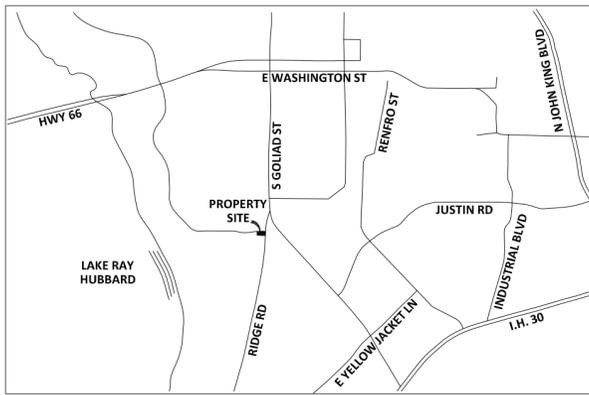 N JOHN KING BLVD
E WASHINGTON ST
HWY 66
RENFRO ST
S GOLIAD ST
PROPERTY
SITE
JUSTIN RD
LAKE RAY
HUBBARD
INDUSTRIAL BLVD
I.H. 30
RIDGE RD
E YELLOW JACKET LN